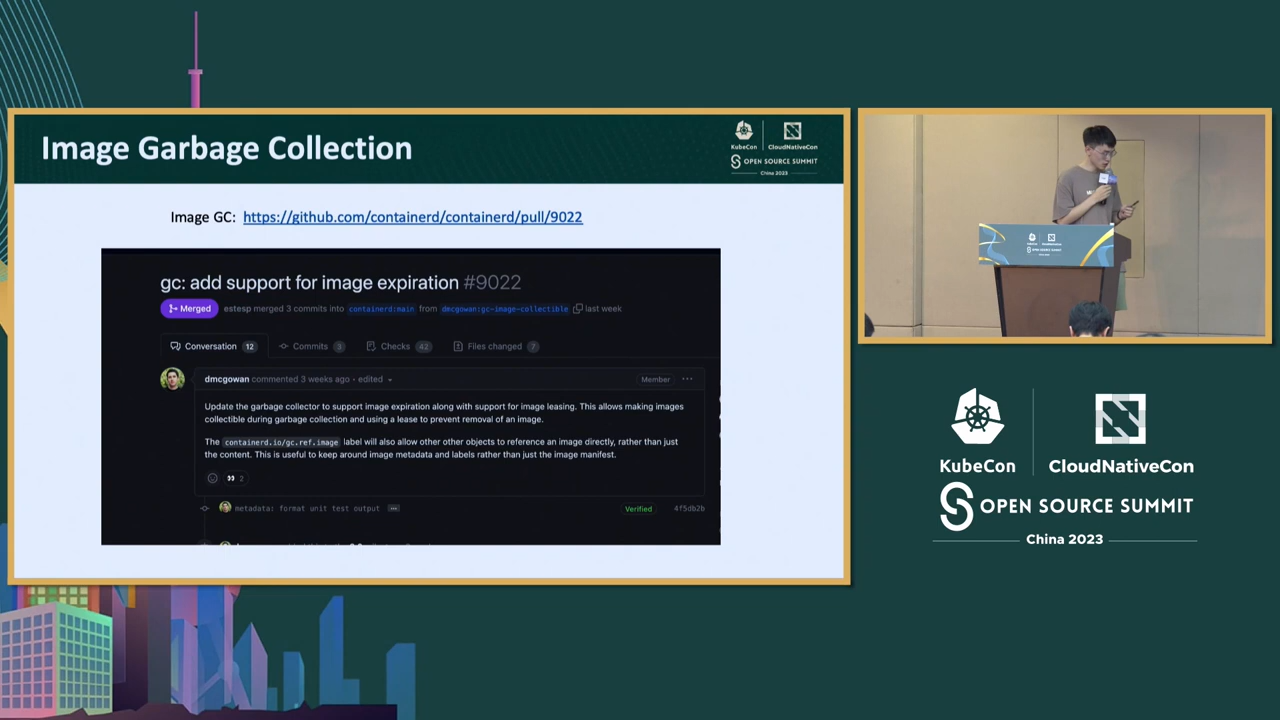 Image Garbage Collection
KubeCon
CloudNativeCon
OPEN SOURCE SUMMIT
China 2023
Image GC: https://github.com/containerd/containerd/pull/9022
gc: add support for image expiration #9022
Merged estesp merged 3 commits into containerd:main from dmcgowan:gc-image-collectible last week
Conversation 12 Commits 3 Checks 42 Files changed 7
dmcgowan commented 3 weeks ago · edited Member ···
Update the garbage collector to support image expiration along with support for image leasing. This allows making images
collectible during garbage collection and using a lease to prevent removal of an image.
The containerd.io/gc.ref.image label will also allow other other objects to reference an image directly, rather than just
the content. This is useful to keep around image metadata and labels rather than just the image manifest.
2
metadata: format unit test output ··· Verified 4f5db2b
KubeCon
CloudNativeCon
OPEN SOURCE SUMMIT
China 2023